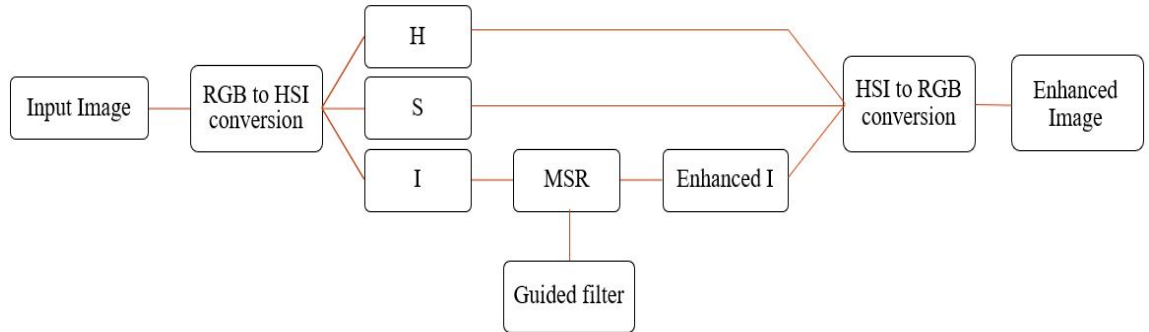 Input Image
RGB to HSI
conversion
H
S
I
MSR
Enhanced I
Guided filter
HSI to RGB
conversion
Enhanced
Image